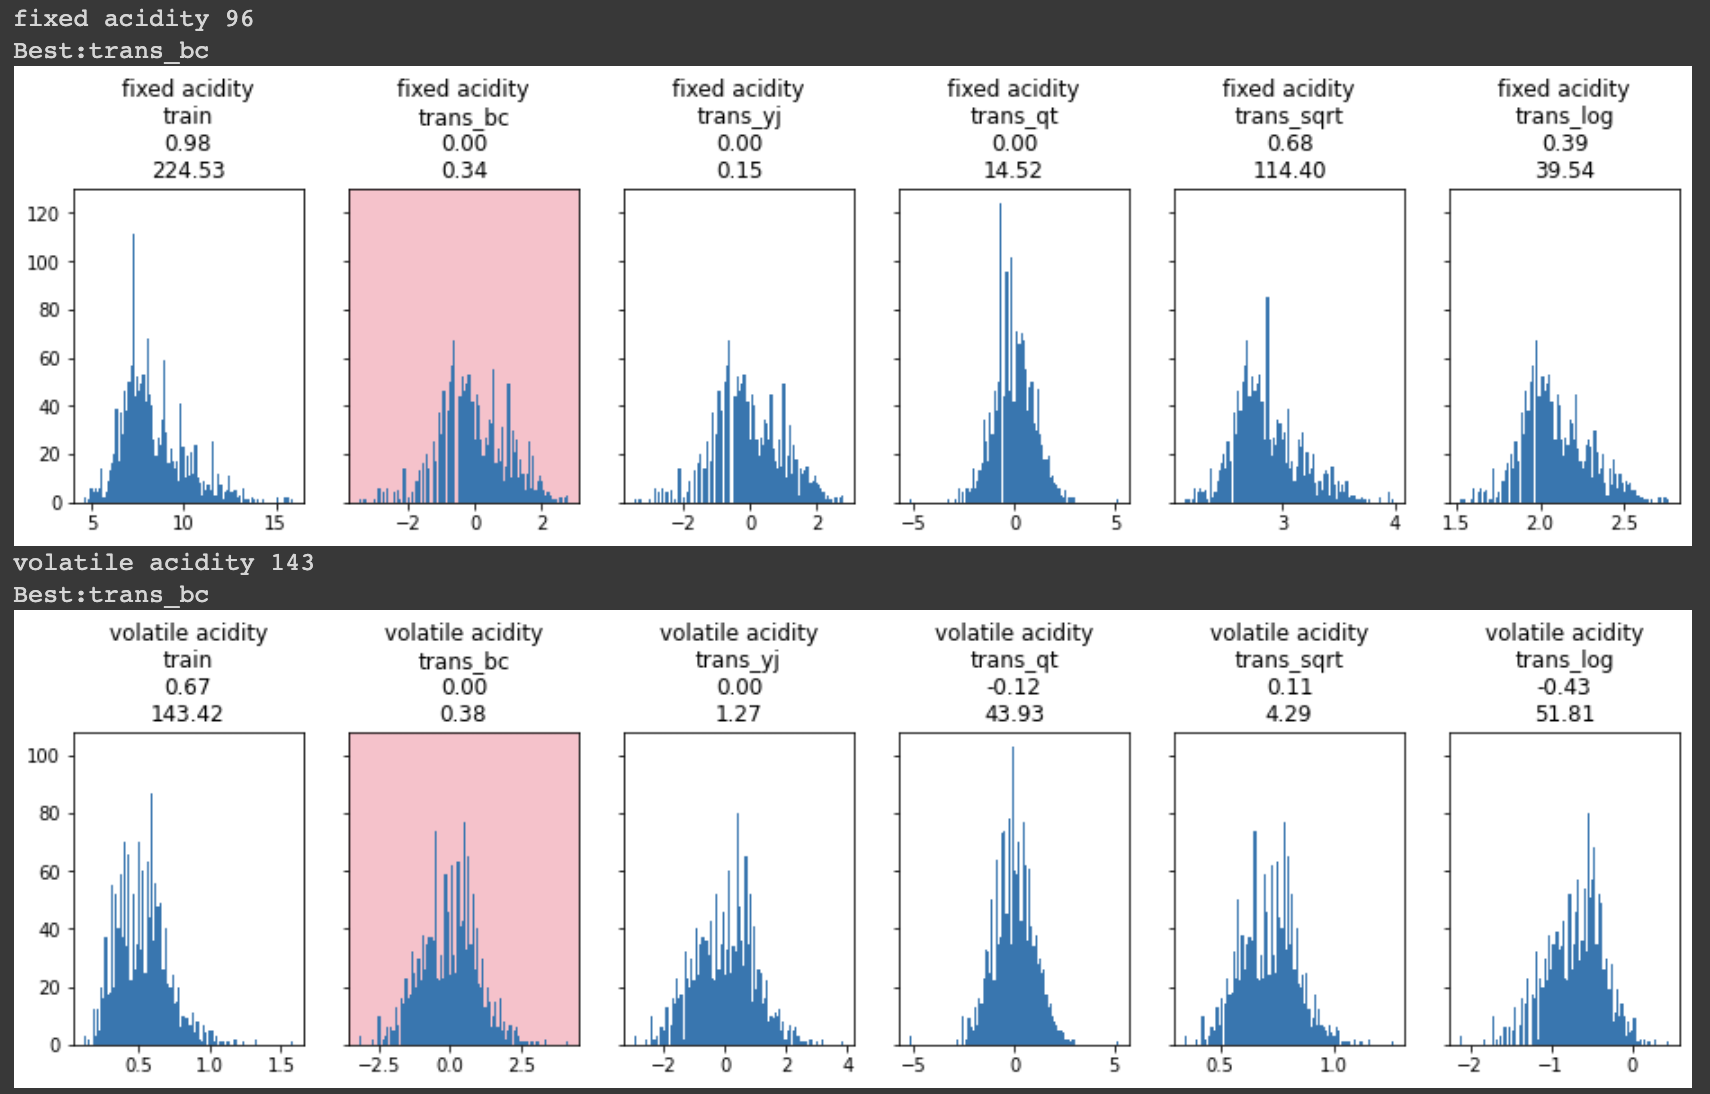 fixed acidity 96
Best:trans_bc
fixed acidity
train
0.98
224.53
fixed acidity
trans_bc
0.00
0.34
fixed acidity
trans_yj
0.00
0.15
fixed acidity
trans_qt
0.00
14.52
fixed acidity
trans_sqrt
0.68
114.40
fixed acidity
trans_log
0.39
39.54
120
100
80
60
40
20
0
5 10 15
−2 0 2
−2 0 2
−5 0 5
3 4
1.5 2.0 2.5
volatile acidity 143
Best:trans_bc
volatile acidity
train
0.67
143.42
volatile acidity
trans_bc
0.00
0.38
volatile acidity
trans_yj
0.00
1.27
volatile acidity
trans_qt
-0.12
43.93
volatile acidity
trans_sqrt
0.11
4.29
volatile acidity
trans_log
-0.43
51.81
100
80
60
40
20
0
0.5 1.0 1.5
−2.5 0.0 2.5
−2 0 2 4
−5 0 5
0.5 1.0
−2 −1 0